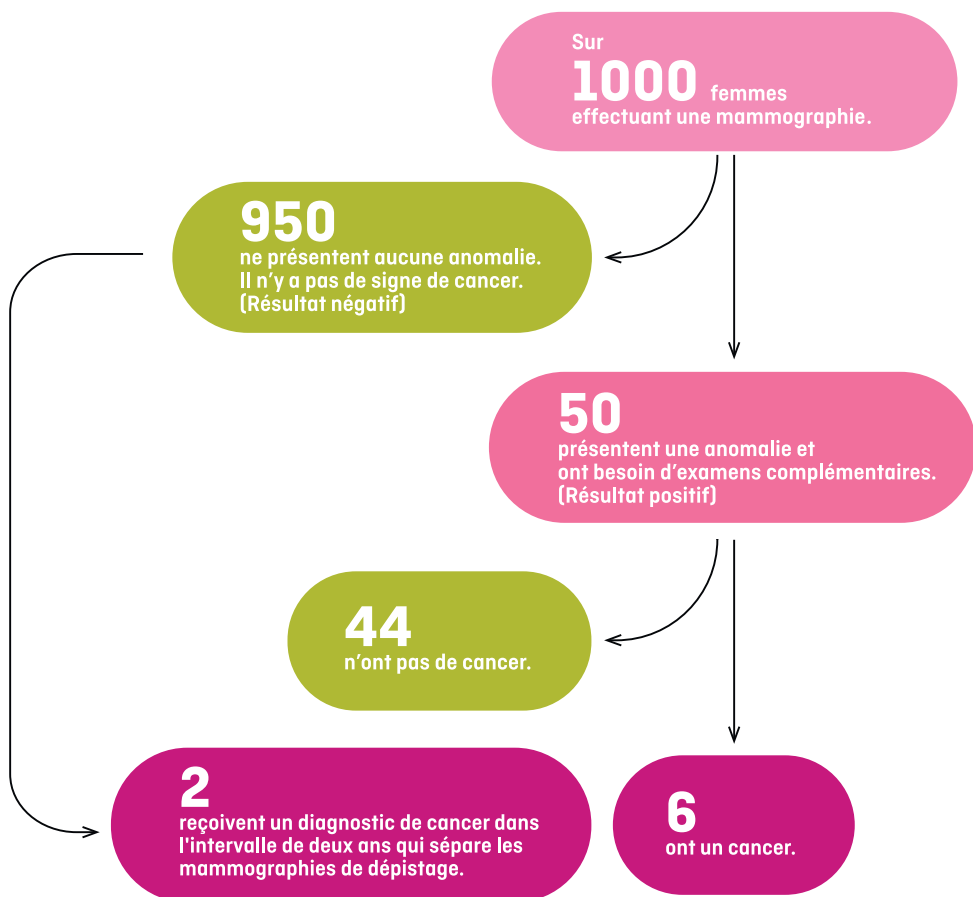 Sur
1000 femmes
effectuant une mammographie.
950
ne présentent aucune anomalie.
Il n'y a pas de signe de cancer.
(Résultat négatif)
50
présentent une anomalie et
ont besoin d'examens complémentaires.
(Résultat positif)
44
n'ont pas de cancer.
2
reçoivent un diagnostic de cancer dans
l'intervalle de deux ans qui sépare les
mammographies de dépistage.
6
ont un cancer.